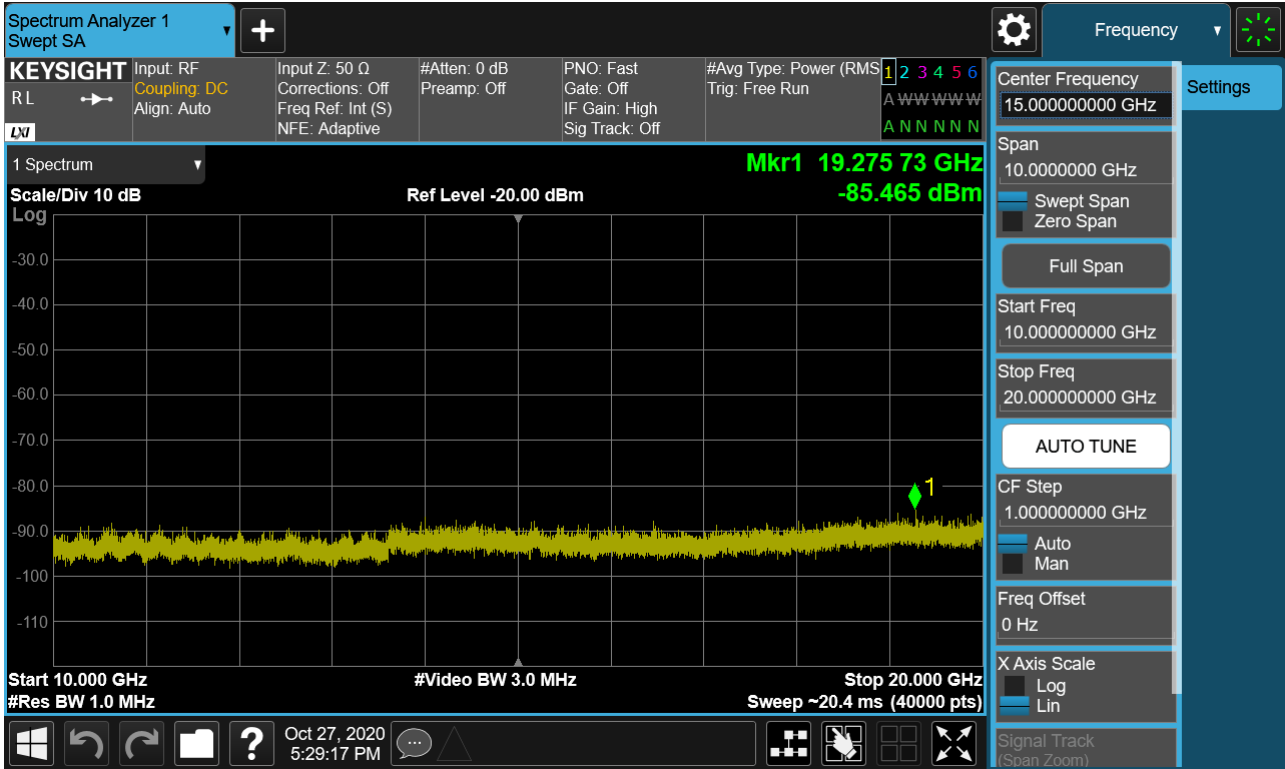 Spectrum Analyzer 1
Swept SA
+
Frequency
KEYSIGHT
R L
LXI
Input: RF
Coupling: DC
Align: Auto
Input Z: 50 Ω
Corrections: Off
Freq Ref: Int (S)
NFE: Adaptive
#Atten: 0 dB
Preamp: Off
PNO: Fast
Gate: Off
IF Gain: High
Sig Track: Off
#Avg Type: Power (RMS
Trig: Free Run
1 2 3 4 5 6
A W W W W W
A N N N N N
1 Spectrum
Scale/Div 10 dB
Log
Ref Level -20.00 dBm
Mkr1 19.275 73 GHz
-85.465 dBm
-30.0
-40.0
-50.0
-60.0
-70.0
-80.0
-90.0
-100
-110
1
Start 10.000 GHz
#Res BW 1.0 MHz
#Video BW 3.0 MHz
Stop 20.000 GHz
Sweep ~20.4 ms (40000 pts)
Center Frequency
15.000000000 GHz
Span
10.0000000 GHz
Swept Span
Zero Span
Full Span
Start Freq
10.000000000 GHz
Stop Freq
20.000000000 GHz
AUTO TUNE
CF Step
1.000000000 GHz
Auto
Man
Freq Offset
0 Hz
X Axis Scale
Log
Lin
Signal Track
(Span Zoom)
Settings
?
Oct 27, 2020
5:29:17 PM